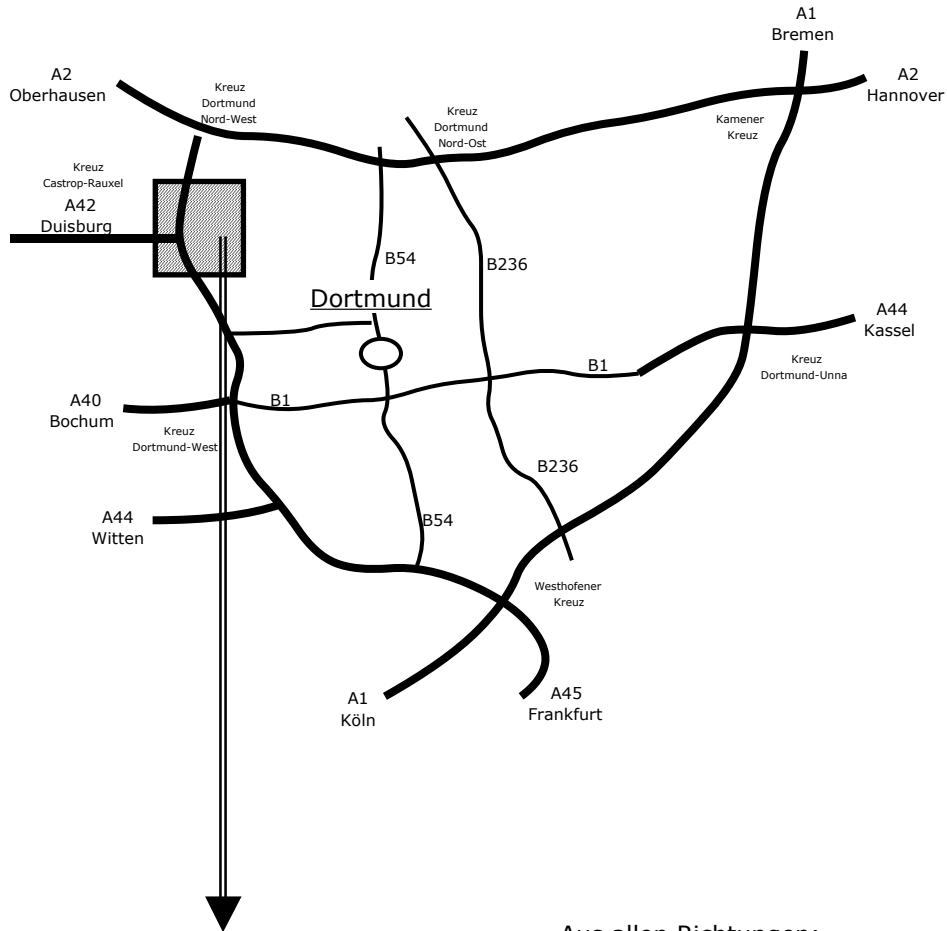 A1
Bremen
A2
Oberhausen
A2
Hannover
Kreuz
Dortmund
Nord-West
Kreuz
Dortmund
Nord-Ost
Kamener
Kreuz
Kreuz
Castrop-Rauxel
A42
Duisburg
B54
B236
Dortmund
A44
Kassel
Kreuz
Dortmund-Unna
B1
B1
A40
Bochum
Kreuz
Dortmund-West
B236
A44
Witten
B54
Westhofener
Kreuz
A1
Köln
A45
Frankfurt
Aus allen Richtungen: